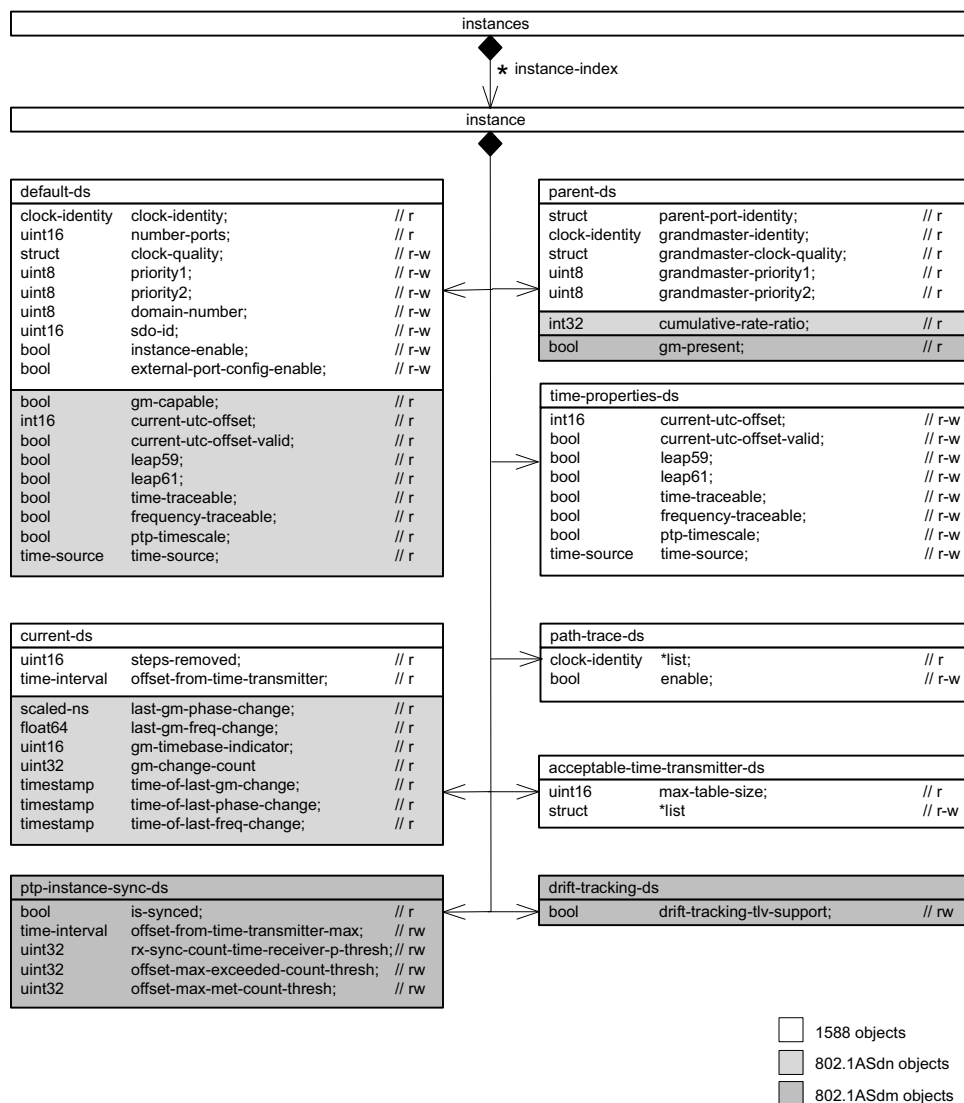 instances
* instance-index
instance
default-ds
clock-identity clock-identity; // r
uint16 number-ports; // r
struct clock-quality; // r-w
uint8 priority1; // r-w
uint8 priority2; // r-w
uint8 domain-number; // r-w
uint16 sdo-id; // r-w
bool instance-enable; // r-w
bool external-port-config-enable; // r-w
bool gm-capable; // r
int16 current-utc-offset; // r
bool current-utc-offset-valid; // r
bool leap59; // r
bool leap61; // r
bool time-traceable; // r
bool frequency-traceable; // r
bool ptp-timescale; // r
time-source time-source; // r
parent-ds
struct parent-port-identity; // r
clock-identity grandmaster-identity; // r
struct grandmaster-clock-quality; // r
uint8 grandmaster-priority1; // r
uint8 grandmaster-priority2; // r
int32 cumulative-rate-ratio; // r
bool gm-present; // r
time-properties-ds
int16 current-utc-offset; // r-w
bool current-utc-offset-valid; // r-w
bool leap59; // r-w
bool leap61; // r-w
bool time-traceable; // r-w
bool frequency-traceable; // r-w
bool ptp-timescale; // r-w
time-source time-source; // r-w
current-ds
uint16 steps-removed; // r
time-interval offset-from-time-transmitter; // r
scaled-ns last-gm-phase-change; // r
float64 last-gm-freq-change; // r
uint16 gm-timebase-indicator; // r
uint32 gm-change-count // r
timestamp time-of-last-gm-change; // r
timestamp time-of-last-phase-change; // r
timestamp time-of-last-freq-change; // r
path-trace-ds
clock-identity *list; // r
bool enable; // r-w
acceptable-time-transmitter-ds
uint16 max-table-size; // r
struct *list // r-w
ptp-instance-sync-ds
bool is-synced; // r
time-interval offset-from-time-transmitter-max; // rw
uint32 rx-sync-count-time-receiver-p-thresh; // rw
uint32 offset-max-exceeded-count-thresh; // rw
uint32 offset-max-met-count-thresh; // rw
drift-tracking-ds
bool drift-tracking-tlv-support; // rw
1588 objects
802.1ASdn objects
802.1ASdm objects